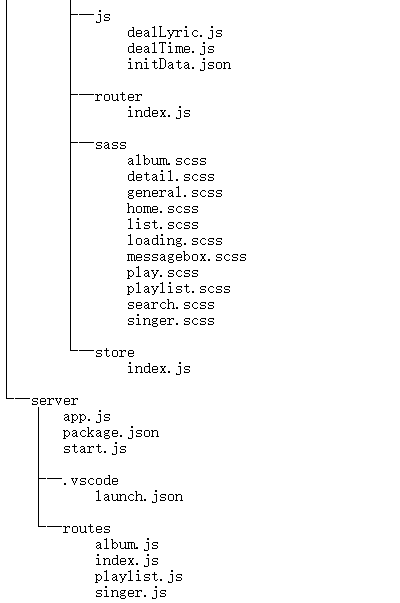 js
dealLyric.js
dealTime.js
initData.json
router
index.js
sass
album.scss
detail.scss
general.scss
home.scss
list.scss
loading.scss
messagebox.scss
play.scss
playlist.scss
search.scss
singer.scss
store
index.js
server
app.js
package.json
start.js
.vscode
launch.json
routes
album.js
index.js
playlist.js
singer.js